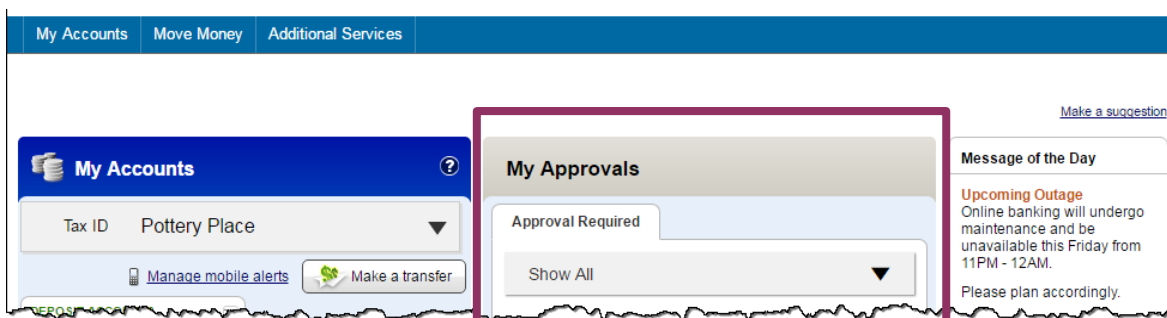 My Accounts Move Money Additional Services
Make a suggestion
My Accounts ?
Tax ID Pottery Place
Manage mobile alerts Make a transfer
My Approvals
Approval Required
Show All
Message of the Day
Upcoming Outage
Online banking will undergo
maintenance and be
unavailable this Friday from
11PM - 12AM.
Please plan accordingly.